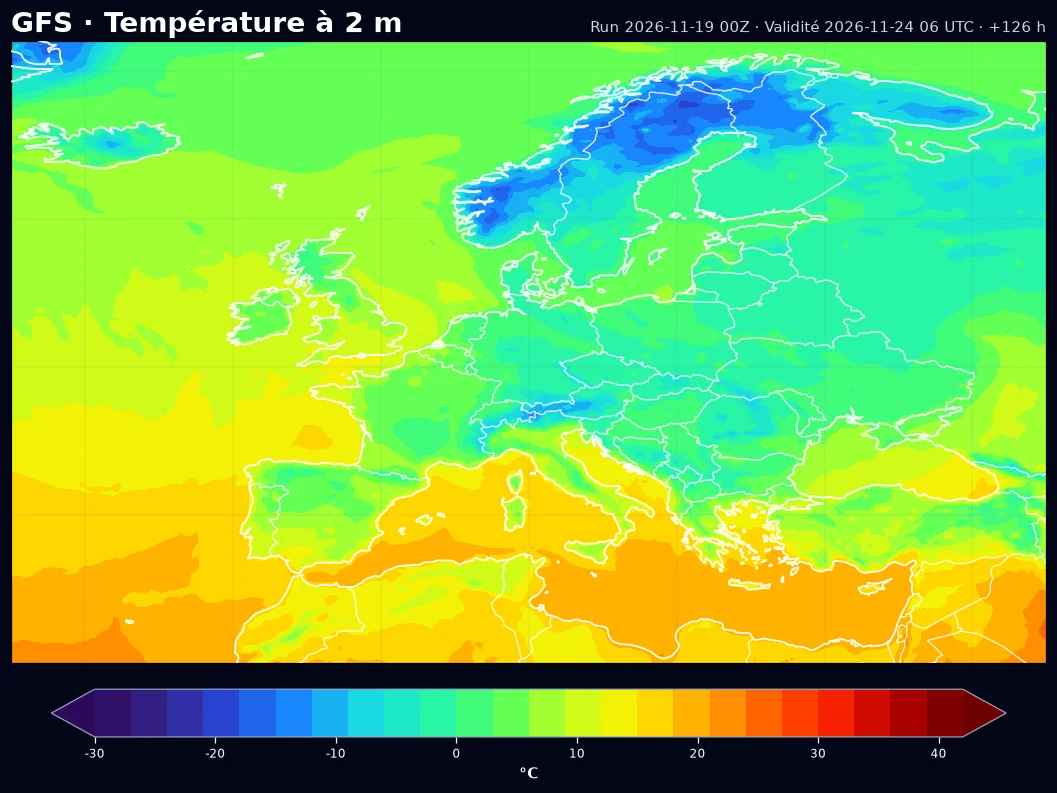 GFS · Température à 2 m
Run 2026-11-19 00Z · Validité 2026-11-24 06 UTC · +126 h
-30 -20 -10 0 10 20 30 40
°C